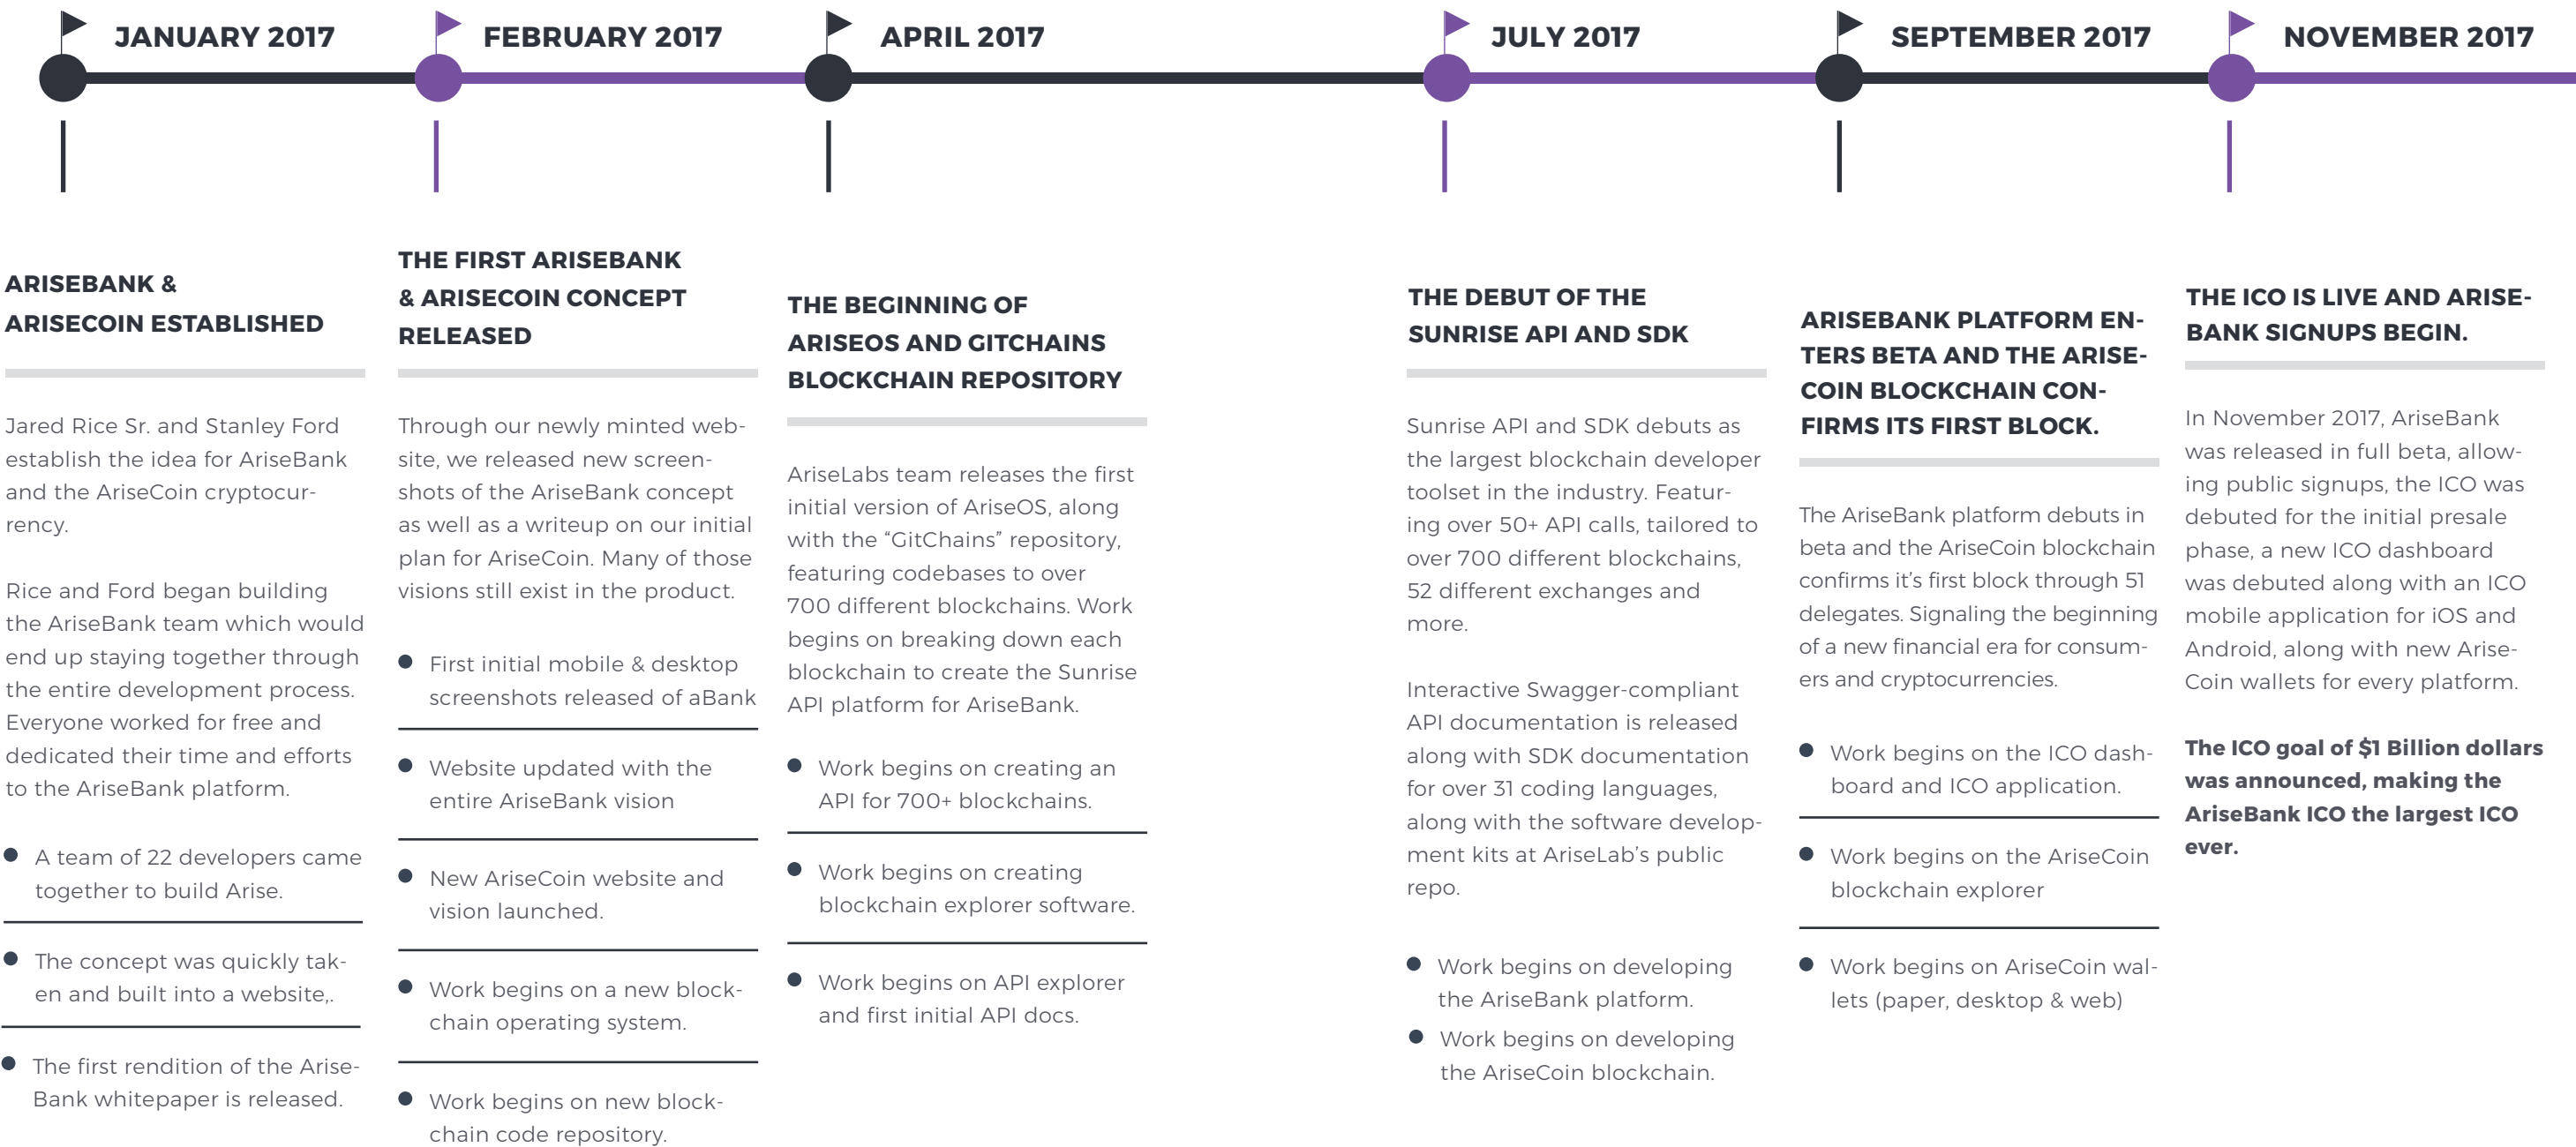 JANUARY 2017
ARISEBANK &
ARISECOIN ESTABLISHED
Jared Rice Sr. and Stanley Ford
establish the idea for AriseBank
and the AriseCoin cryptocur-
rency.
Rice and Ford began building
the AriseBank team which would
end up staying together through
the entire development process.
Everyone worked for free and
dedicated their time and efforts
to the AriseBank platform.
A team of 22 developers came
together to build Arise.
The concept was quickly tak-
en and built into a website,.
The first rendition of the Arise-
Bank whitepaper is released.
FEBRUARY 2017
THE FIRST ARISEBANK
& ARISECOIN CONCEPT
RELEASED
Through our newly minted web-
site, we released new screen-
shots of the AriseBank concept
as well as a writeup on our initial
plan for AriseCoin. Many of those
visions still exist in the product.
First initial mobile & desktop
screenshots released of aBank
Website updated with the
entire AriseBank vision
New AriseCoin website and
vision launched.
Work begins on a new block-
chain operating system.
Work begins on new block-
chain code repository.
APRIL 2017
THE BEGINNING OF
ARISEOS AND GITCHAINS
BLOCKCHAIN REPOSITORY
AriseLabs team releases the first
initial version of AriseOS, along
with the “GitChains” repository,
featuring codebases to over
700 different blockchains. Work
begins on breaking down each
blockchain to create the Sunrise
API platform for AriseBank.
Work begins on creating an
API for 700+ blockchains.
Work begins on creating
blockchain explorer software.
Work begins on API explorer
and first initial API docs.
JULY 2017
THE DEBUT OF THE
SUNRISE API AND SDK
Sunrise API and SDK debuts as
the largest blockchain developer
toolset in the industry. Featur-
ing over 50+ API calls, tailored to
over 700 different blockchains,
52 different exchanges and
more.
Interactive Swagger-compliant
API documentation is released
along with SDK documentation
for over 31 coding languages,
along with the software develop-
ment kits at AriseLab’s public
repo.
Work begins on developing
the AriseBank platform.
Work begins on developing
the AriseCoin blockchain.
SEPTEMBER 2017
ARISEBANK PLATFORM EN-
TERS BETA AND THE ARISE-
COIN BLOCKCHAIN CON-
FIRMS ITS FIRST BLOCK.
The AriseBank platform debuts in
beta and the AriseCoin blockchain
confirms it’s first block through 51
delegates. Signaling the beginning
of a new financial era for consum-
ers and cryptocurrencies.
Work begins on the ICO dash-
board and ICO application.
Work begins on the AriseCoin
blockchain explorer
Work begins on AriseCoin wal-
lets (paper, desktop & web)
NOVEMBER 2017
THE ICO IS LIVE AND ARISE-
BANK SIGNUPS BEGIN.
In November 2017, AriseBank
was released in full beta, allow-
ing public signups, the ICO was
debuted for the initial presale
phase, a new ICO dashboard
was debuted along with an ICO
mobile application for iOS and
Android, along with new Arise-
Coin wallets for every platform.
The ICO goal of $1 Billion dollars
was announced, making the
AriseBank ICO the largest ICO
ever.